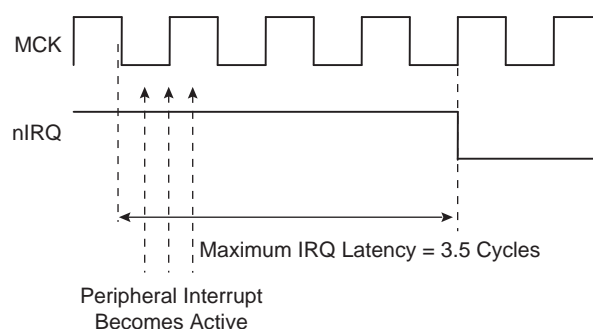 MCK
nIRQ
Maximum IRQ Latency = 3.5 Cycles
Peripheral Interrupt
Becomes Active